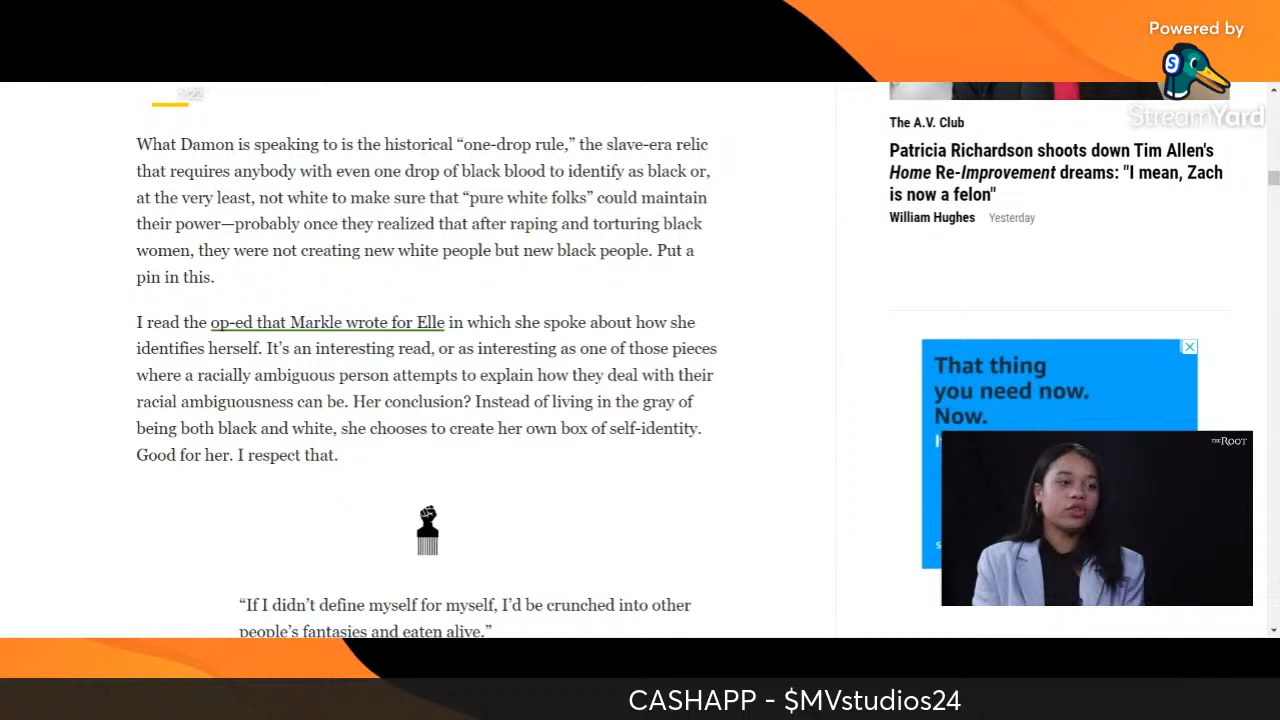 Powered by
S
StreamYard
1:22
What Damon is speaking to is the historical “one-drop rule,” the slave-era relic
that requires anybody with even one drop of black blood to identify as black or,
at the very least, not white to make sure that “pure white folks” could maintain
their power—probably once they realized that after raping and torturing black
women, they were not creating new white people but new black people. Put a
pin in this.
I read the op-ed that Markle wrote for Elle in which she spoke about how she
identifies herself. It’s an interesting read, or as interesting as one of those pieces
where a racially ambiguous person attempts to explain how they deal with their
racial ambiguousness can be. Her conclusion? Instead of living in the gray of
being both black and white, she chooses to create her own box of self-identity.
Good for her. I respect that.
“If I didn’t define myself for myself, I’d be crunched into other
people’s fantasies and eaten alive.”
The A.V. Club
Patricia Richardson shoots down Tim Allen's
Home Re-Improvement dreams: "I mean, Zach
is now a felon"
William Hughes Yesterday
That thing
you need now.
Now.
THE ROOT
CASHAPP - $MVstudios24